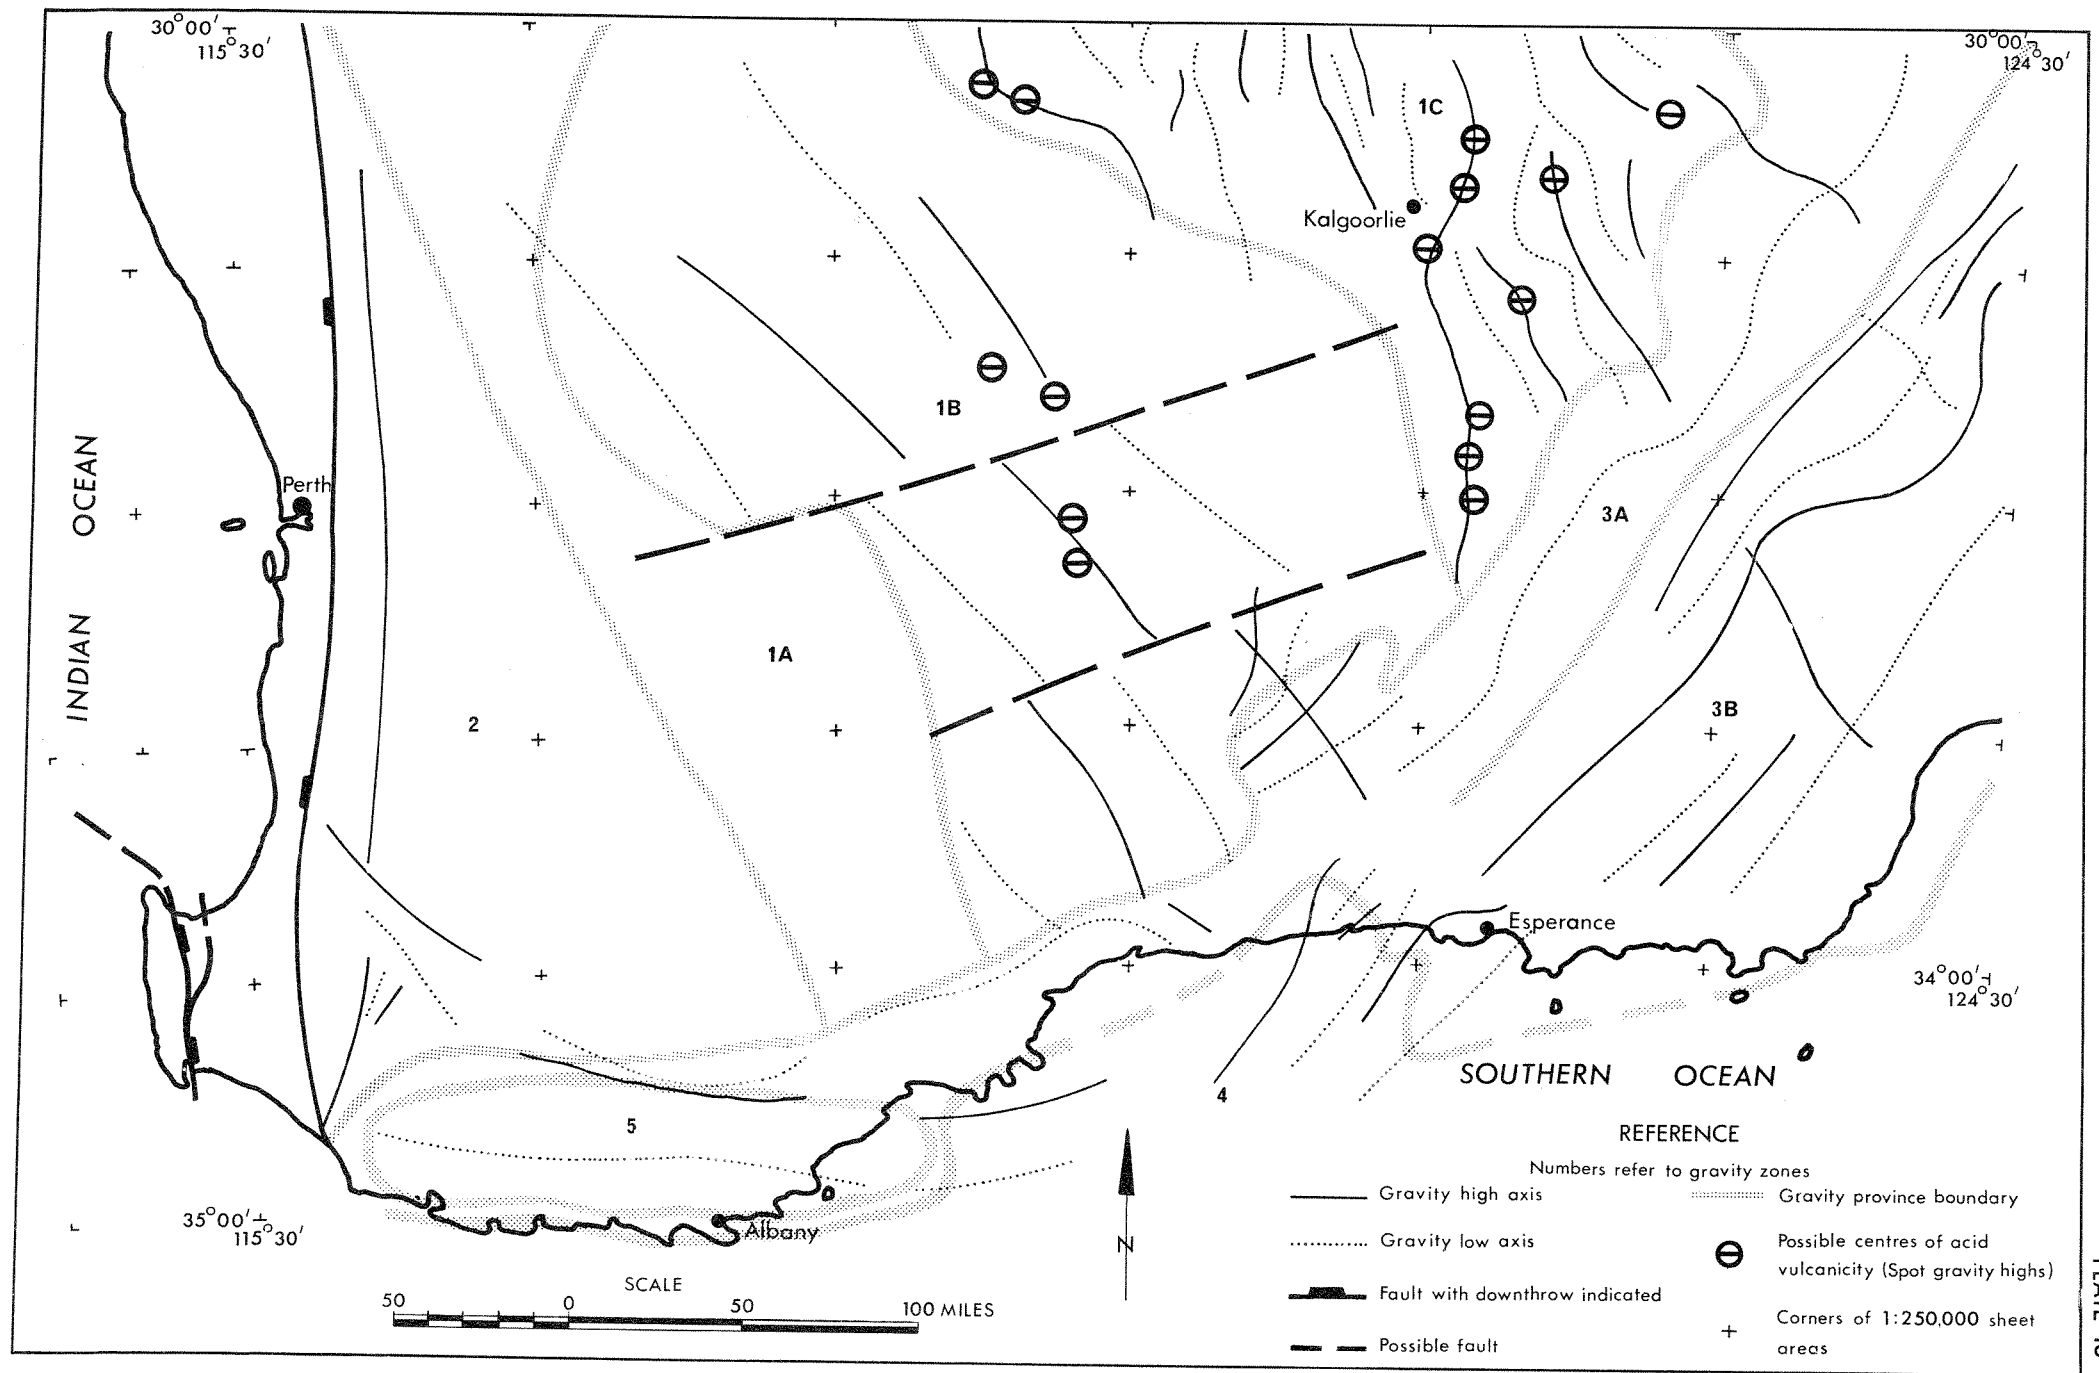 30°00'
115°30'
30°00'
124°30'
1C
Kalgoorlie
1B
INDIAN OCEAN
Perth
3A
1A
2
3B
Esperance
34°00'
124°30'
SOUTHERN OCEAN
4
5
Albany
35°00'
115°30'
N
SCALE
50 0 50 100 MILES
REFERENCE
Numbers refer to gravity zones
Gravity high axis
Gravity low axis
Fault with downthrow indicated
Possible fault
Gravity province boundary
Possible centres of acid
vulcanicity (Spot gravity highs)
Corners of 1:250,000 sheet
areas